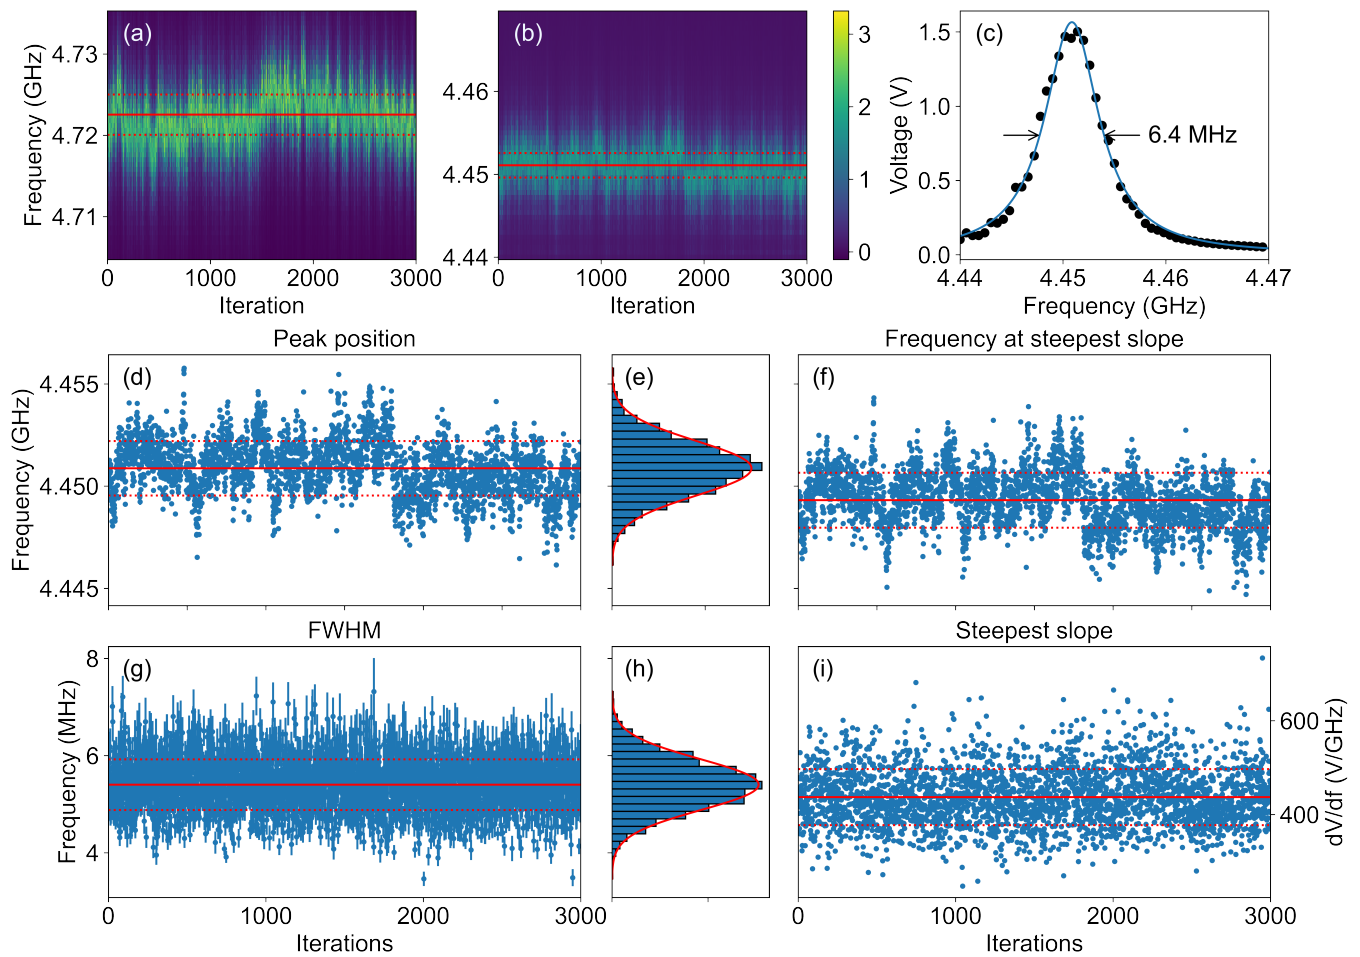 (a)
4.73
4.72
4.71
Frequency (GHz)
0 1000 2000 3000
Iteration
(b)
4.46
4.45
4.44
0 1000 2000 3000
Iteration
3
2
1
0
(c)
1.5
1.0
0.5
0.0
Voltage (V)
6.4 MHz
4.44 4.45 4.46 4.47
Frequency (GHz)
Peak position
(d)
4.455
4.450
4.445
Frequency (GHz)
(e)
Frequency at steepest slope
(f)
FWHM
(g)
8
6
4
Frequency (MHz)
0 1000 2000 3000
Iterations
(h)
Steepest slope
(i)
600
400
dV/df (V/GHz)
0 1000 2000 3000
Iterations